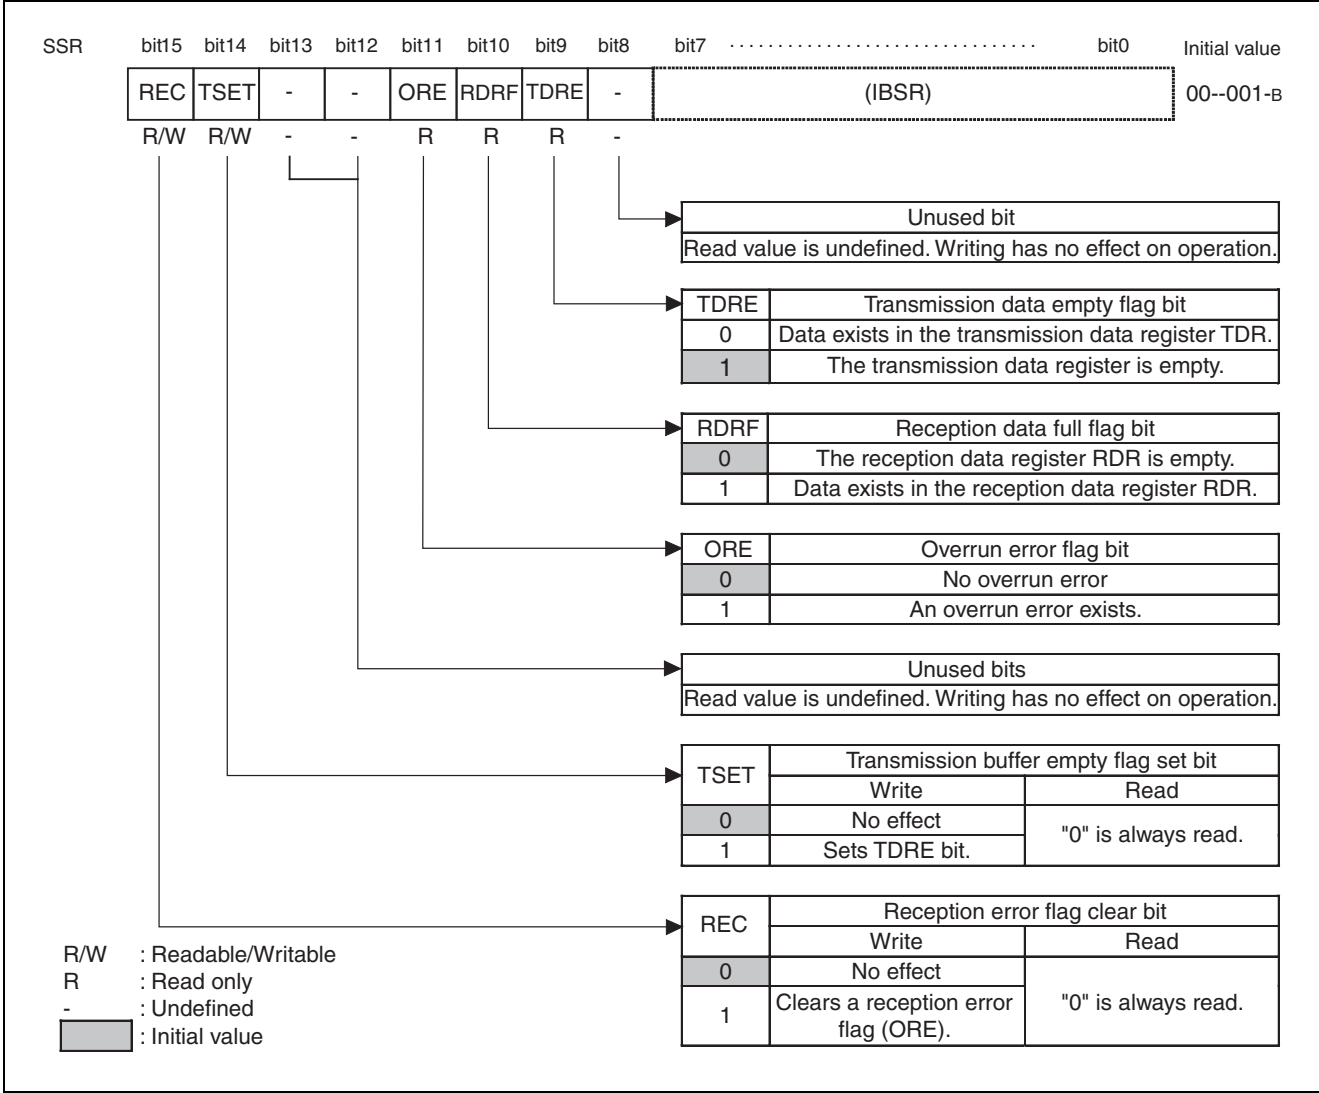 SSR bit15 bit14 bit13 bit12 bit11 bit10 bit9 bit8 bit7 ................................ bit0 Initial value
REC TSET - - ORE RDRF TDRE - (IBSR) 00--001-B
R/W R/W - - R R R -
Unused bit
Read value is undefined. Writing has no effect on operation.
TDRE Transmission data empty flag bit
0 Data exists in the transmission data register TDR.
1 The transmission data register is empty.
RDRF Reception data full flag bit
0 The reception data register RDR is empty.
1 Data exists in the reception data register RDR.
ORE Overrun error flag bit
0 No overrun error
1 An overrun error exists.
Unused bits
Read value is undefined. Writing has no effect on operation.
TSET Transmission buffer empty flag set bit
Write Read
0 No effect "0" is always read.
1 Sets TDRE bit.
REC Reception error flag clear bit
Write Read
0 No effect "0" is always read.
1 Clears a reception error
flag (ORE).
R/W : Readable/Writable
R : Read only
- : Undefined
: Initial value